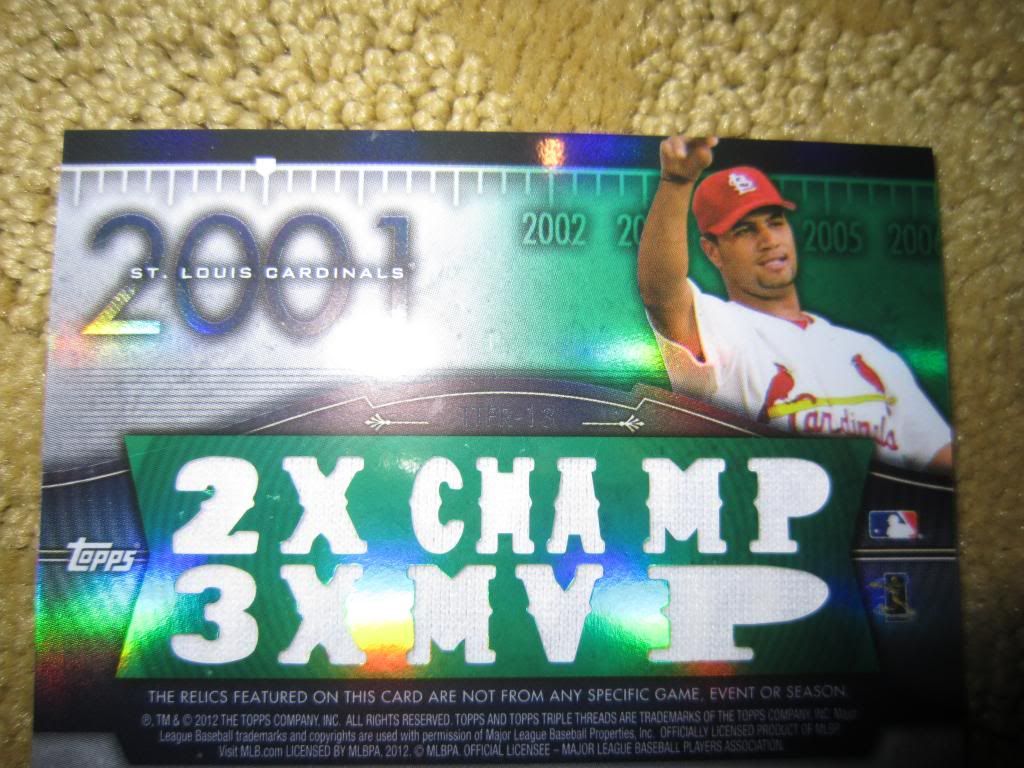 2001
ST. LOUIS CARDINALS
2002 20 2005 2006
Cardinals
2X CHAMP
3X MVP
topps
THE RELICS FEATURED ON THIS CARD ARE NOT FROM ANY SPECIFIC GAME, EVENT OR SEASON.
®, TM & © 2012 THE TOPPS COMPANY, INC. ALL RIGHTS RESERVED. TOPPS AND TOPPS TRIPLE THREADS ARE TRADEMARKS OF THE TOPPS COMPANY, INC. Major
League Baseball trademarks and copyrights are used with permission of Major League Baseball Properties, Inc. OFFICIALLY LICENSED PRODUCT OF MLBP.
Visit MLB.com LICENSED BY MLBPA, 2012. © MLBPA. OFFICIAL LICENSEE – MAJOR LEAGUE BASEBALL PLAYERS ASSOCIATION.